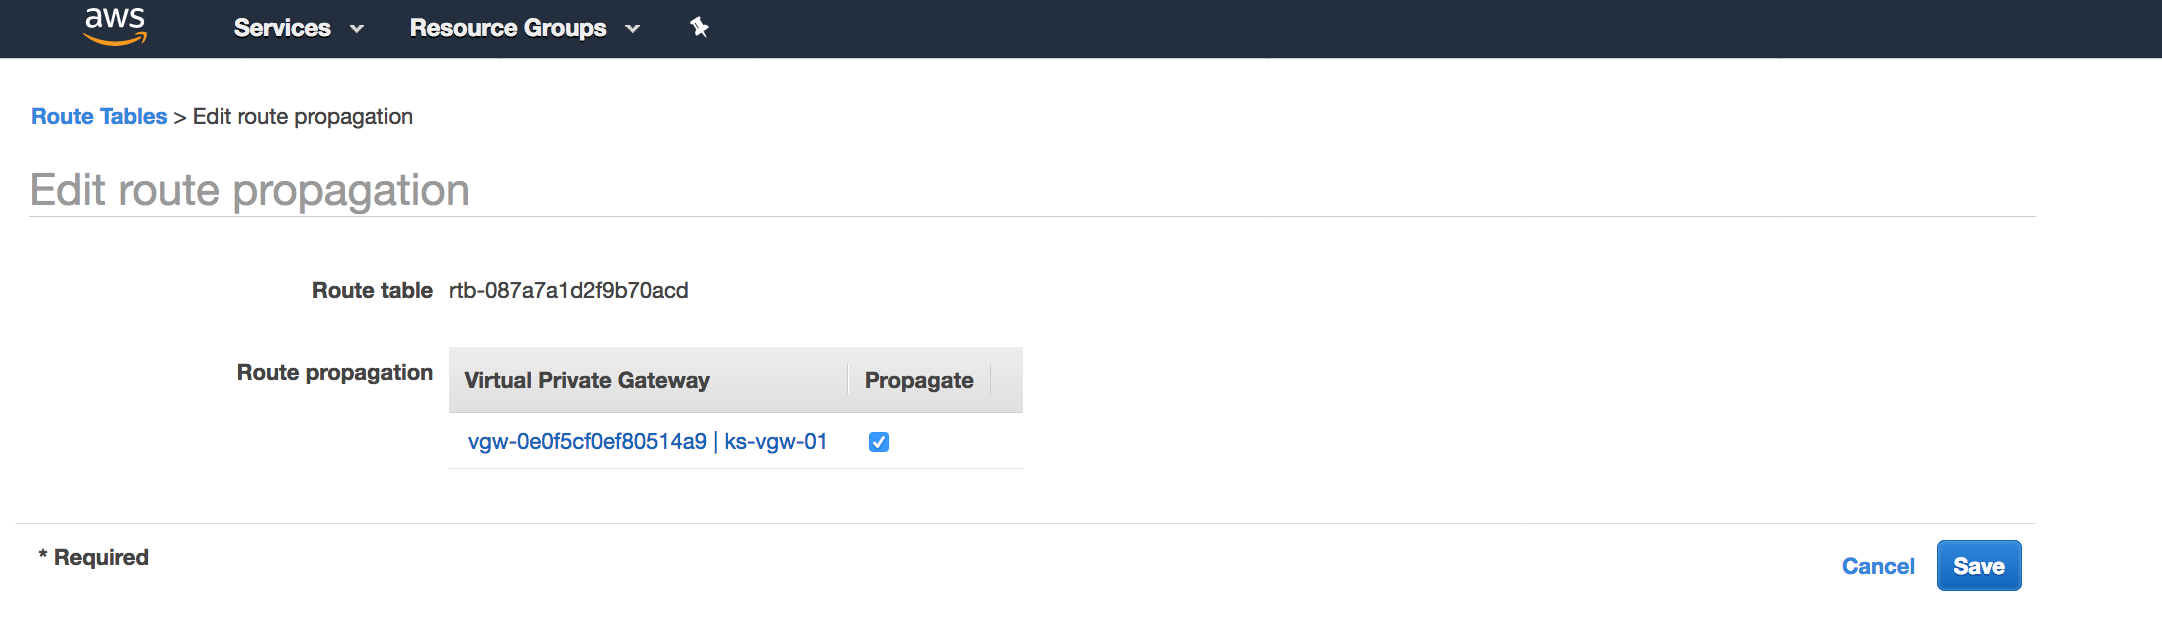 aws Services Resource Groups
Route Tables > Edit route propagation
Edit route propagation
Route table rtb-087a7a1d2f9b70acd
Route propagation Virtual Private Gateway Propagate
vgw-0e0f5cf0ef80514a9 | ks-vgw-01
* Required
Cancel Save